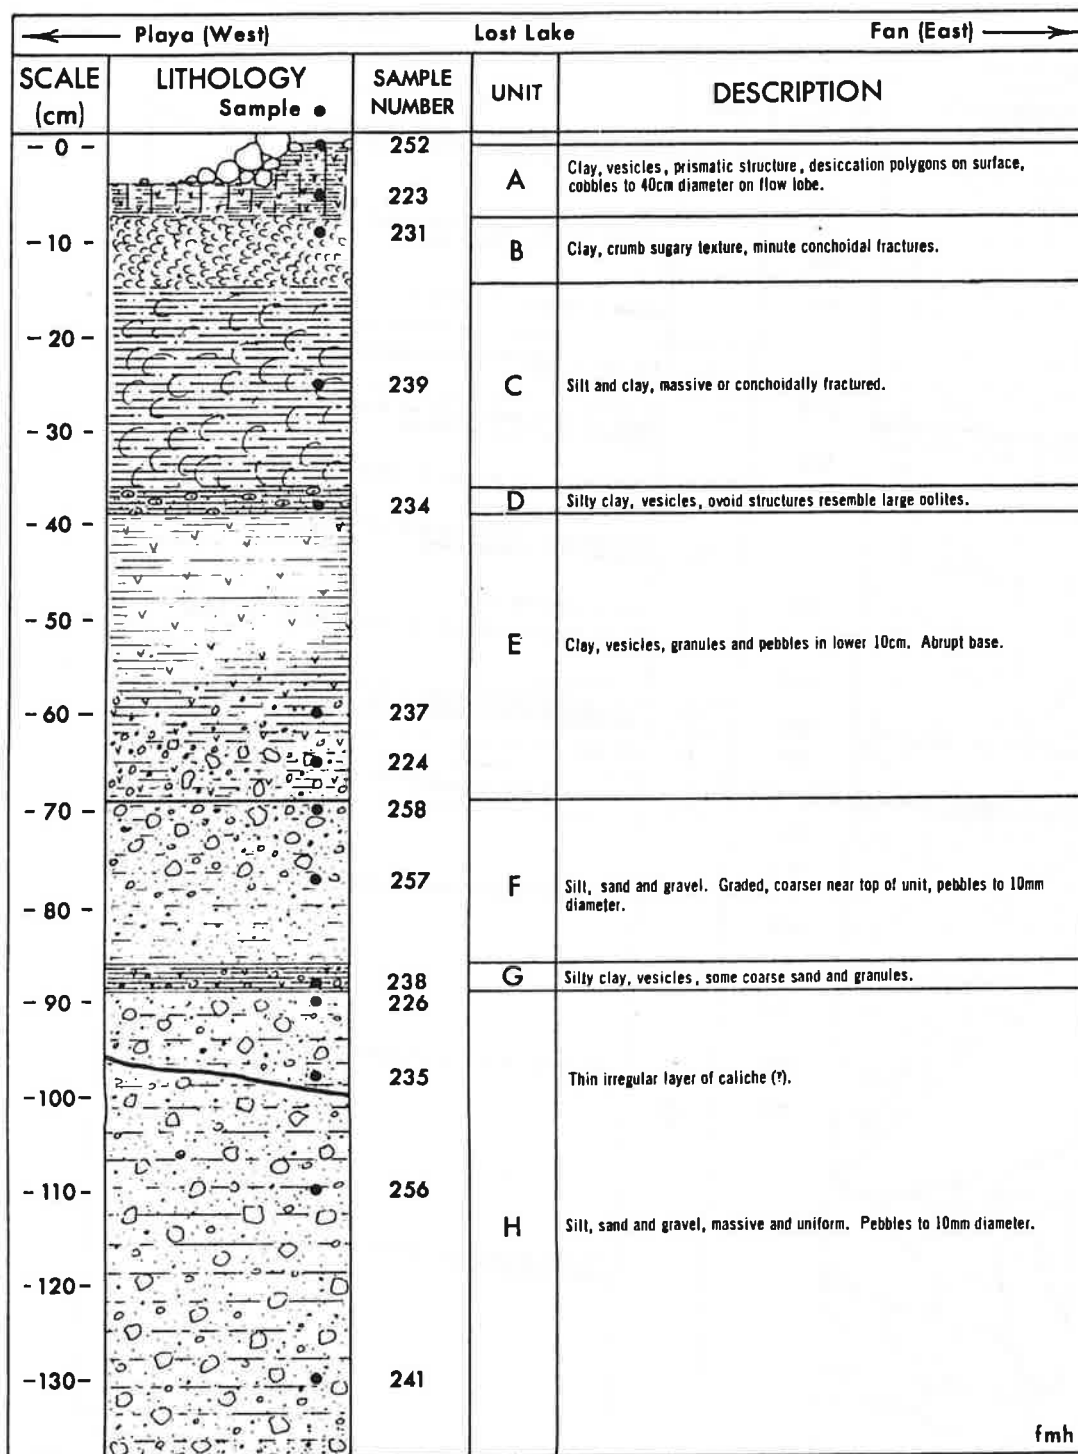 Playa (West) Lost Lake Fan (East)
SCALE (cm) LITHOLOGY Sample SAMPLE NUMBER UNIT DESCRIPTION
0 252
A Clay, vesicles, prismatic structure, desiccation polygons on surface,
cobbles to 40cm diameter on flow lobe.
223
10 231
B Clay, crumb sugary texture, minute conchoidal fractures.
20
239 C Silt and clay, massive or conchoidally fractured.
30
234 D Silty clay, vesicles, ovoid structures resemble large oolites.
40
50
E Clay, vesicles, granules and pebbles in lower 10cm. Abrupt base.
60 237
224
70 258
257 F Silt, sand and gravel. Graded, coarser near top of unit, pebbles to 10mm
diameter.
80
238 G Silty clay, vesicles, some coarse sand and granules.
90 226
235 Thin irregular layer of caliche (?).
100
110 256
H Silt, sand and gravel, massive and uniform. Pebbles to 10mm diameter.
120
130 241
fmh